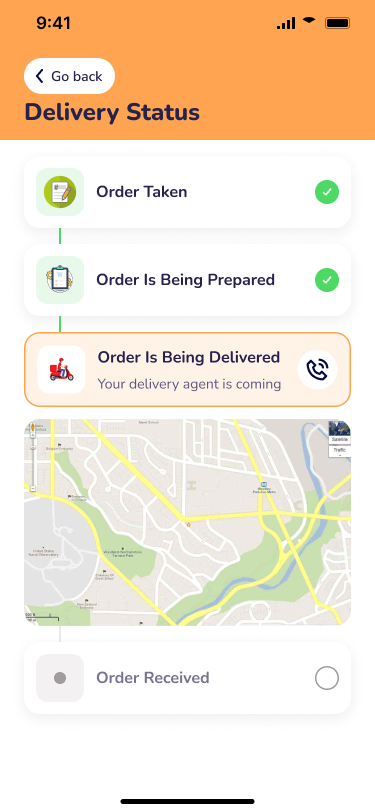 9:41
Go back
Delivery Status
Order Taken
Order Is Being Prepared
Order Is Being Delivered
Your delivery agent is coming
Satellite
Traffic
Order Received